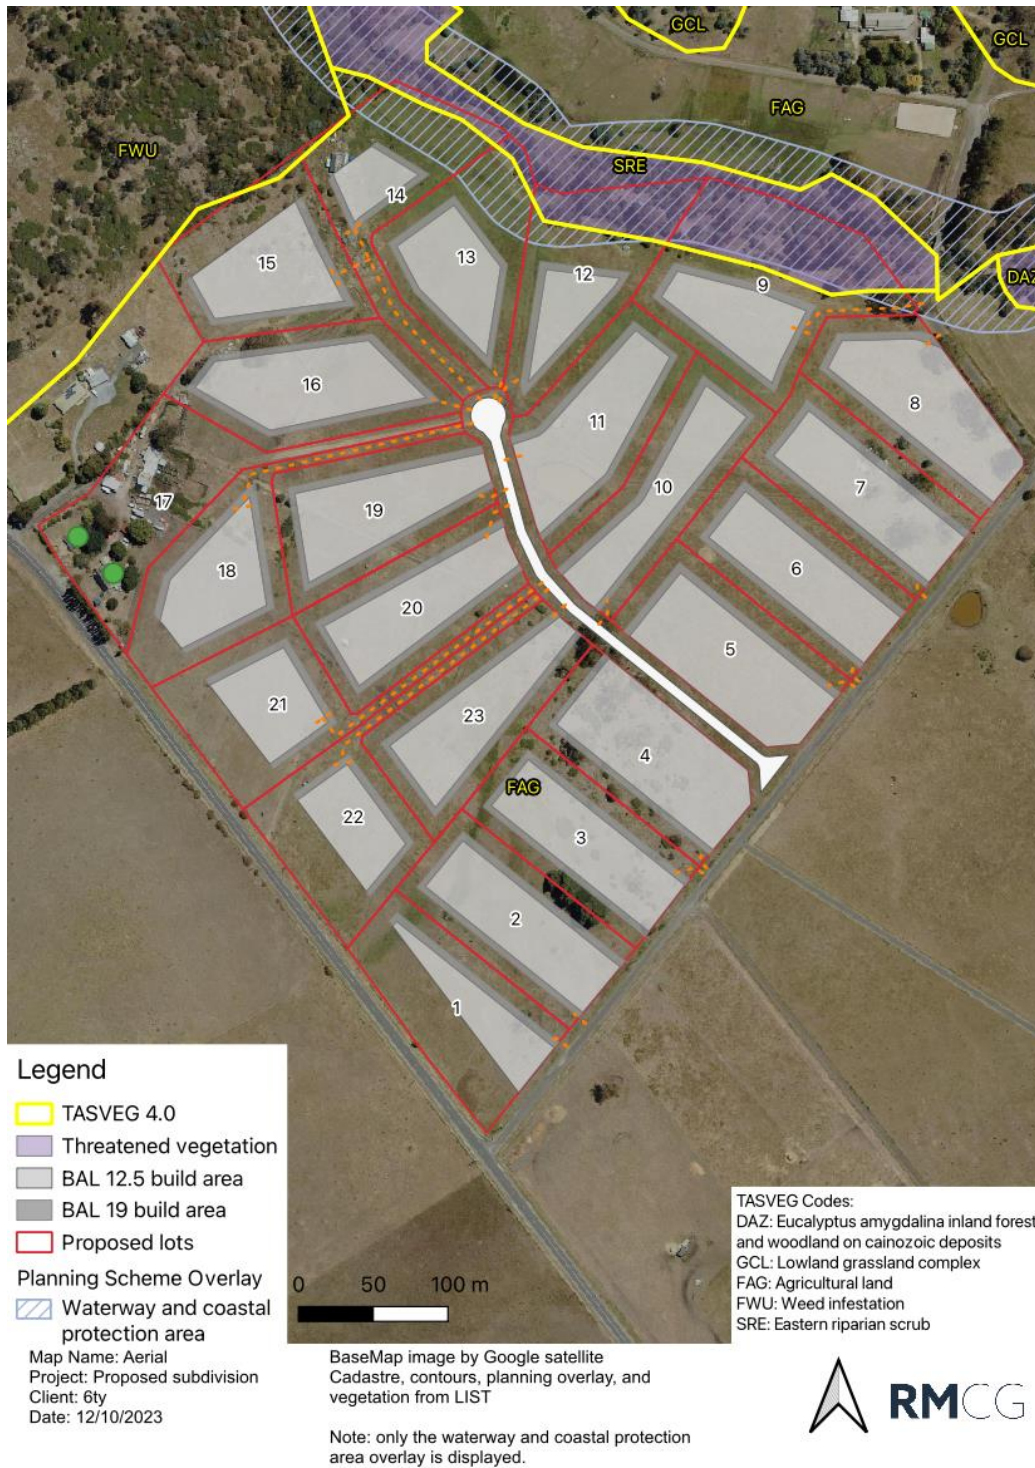 GCL
GCL
FAG
FWU
SRE
14
13
15
12
DAZ
9
16
8
11
7
10
17
19
6
18
20
5
21
23
4
FAG
22
3
2
1
Legend
TASVEG 4.0
Threatened vegetation
BAL 12.5 build area
BAL 19 build area
Proposed lots
Planning Scheme Overlay
Waterway and coastal
protection area
0 50 100 m
TASVEG Codes:
DAZ: Eucalyptus amygdalina inland forest
and woodland on cainozoic deposits
GCL: Lowland grassland complex
FAG: Agricultural land
FWU: Weed infestation
SRE: Eastern riparian scrub
Map Name: Aerial
Project: Proposed subdivision
Client: 6ty
Date: 12/10/2023
BaseMap image by Google satellite
Cadastre, contours, planning overlay, and
vegetation from LIST
Note: only the waterway and coastal protection
area overlay is displayed.
RMCG